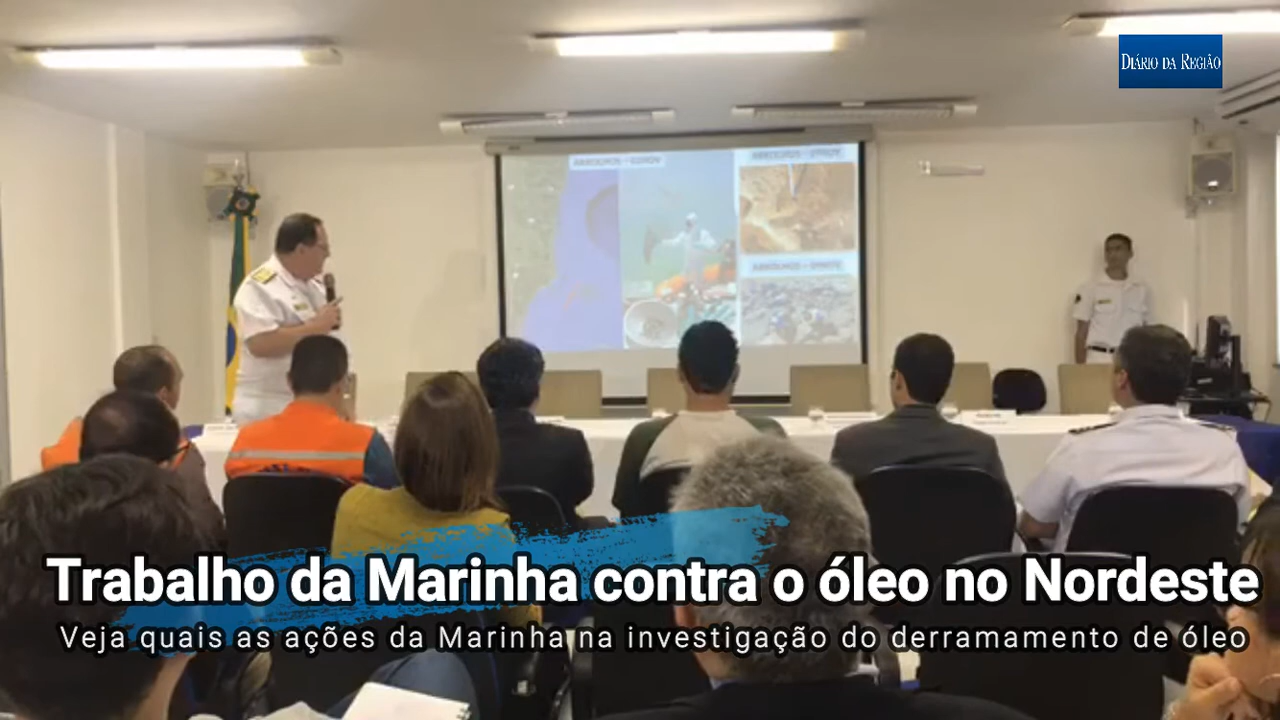 DIÁRIO DA REGIÃO
Trabalho da Marinha contra o óleo no Nordeste
Veja quais as ações da Marinha na investigação do derramamento de óleo